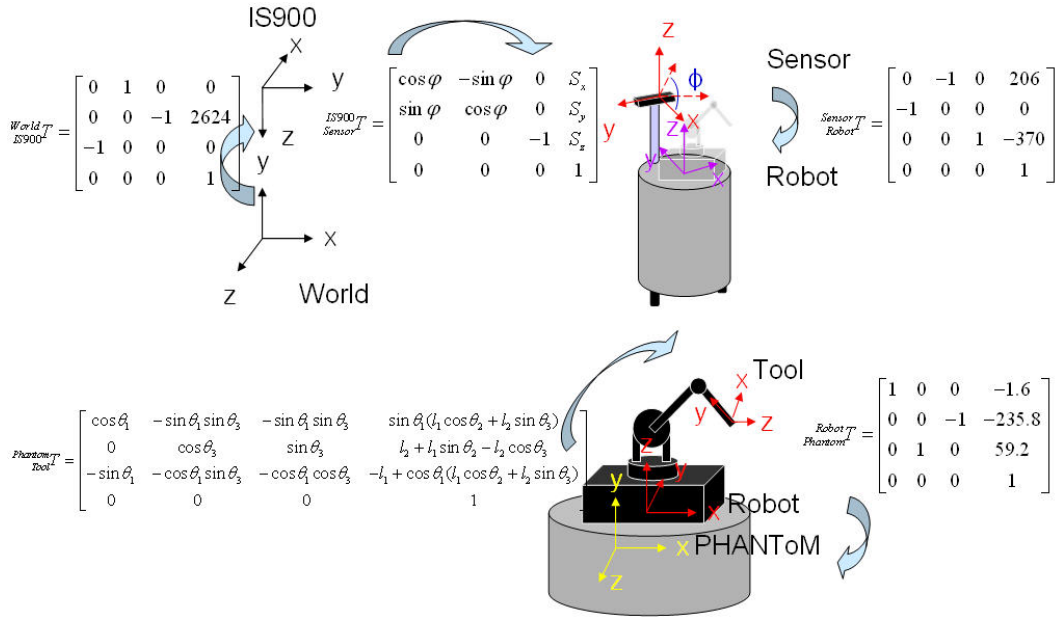 IS900
x
y
z
World
IS900 T =
0 1 0 0
0 0 -1 2624
-1 0 0 0
0 0 0 1
y
x
z
World
IS900
Sensor T =
cos φ -sin φ 0 S_x
sin φ cos φ 0 S_y
0 0 -1 S_z
0 0 0 1
z
ϕ
y
x
z
y
x
Sensor
Robot
Sensor
Robot T =
0 -1 0 206
-1 0 0 0
0 0 1 -370
0 0 0 1
Phantom
Tool T =
cos θ₁ -sin θ₁ sin θ₃ -sin θ₁ sin θ₃ sin θ₁(l₁ cos θ₂ + l₂ sin θ₃)
0 cos θ₃ sin θ₃ l₂ + l₁ sin θ₂ - l₂ cos θ₃
-sin θ₁ -cos θ₁ sin θ₃ -cos θ₁ cos θ₃ -l₁ + cos θ₁(l₁ cos θ₂ + l₂ sin θ₃)
0 0 0 1
Tool
x
y
z
z
y
x
Robot
y
x
PHANToM
z
Robot
Phantom T =
1 0 0 -1.6
0 0 -1 -235.8
0 1 0 59.2
0 0 0 1